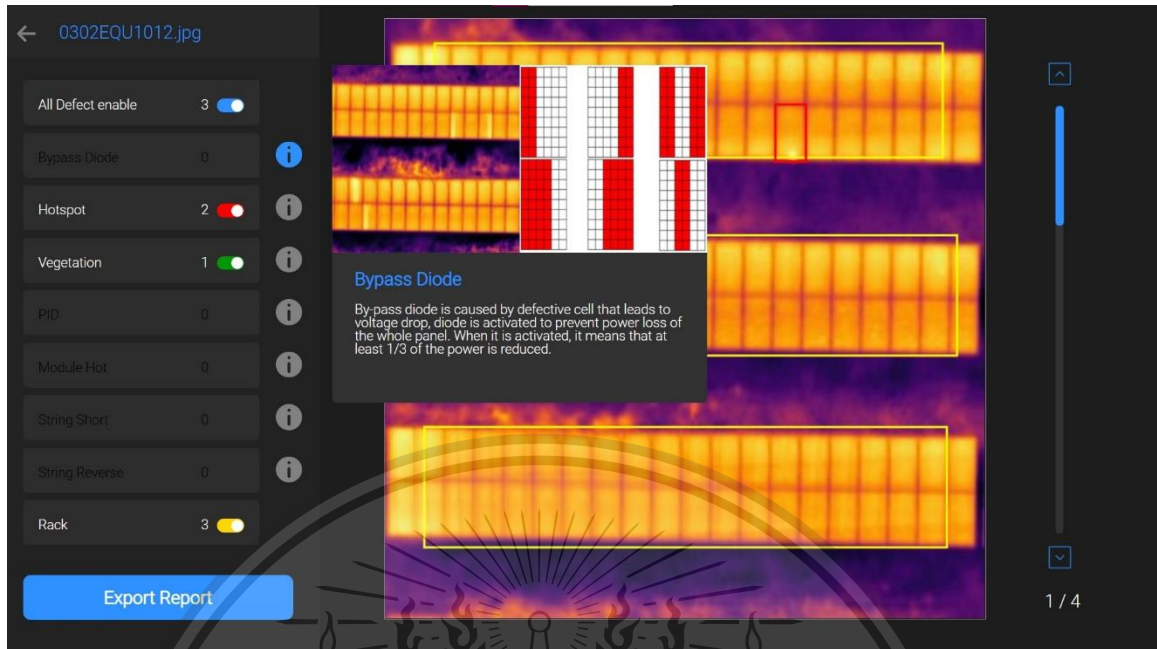 0302EQU1012.jpg
All Defect enable 3
Bypass Diode 0
Hotspot 2
Vegetation 1
PID 0
Module Hot 0
String Short 0
String Reverse 0
Rack 3
Export Report
Bypass Diode
By-pass diode is caused by defective cell that leads to
voltage drop, diode is activated to prevent power loss of
the whole panel. When it is activated, it means that at
least 1/3 of the power is reduced.
1 / 4